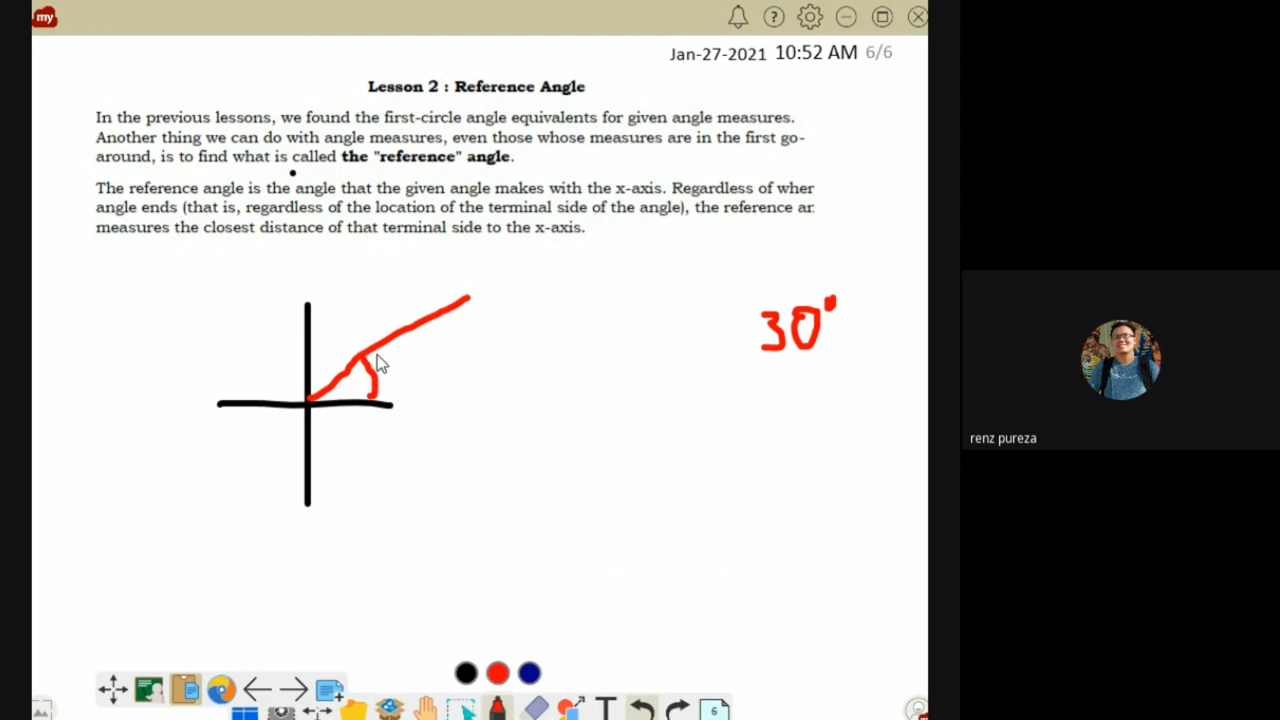 my
Jan-27-2021 10:52 AM 6/6
Lesson 2 : Reference Angle
In the previous lessons, we found the first-circle angle equivalents for given angle measures.
Another thing we can do with angle measures, even those whose measures are in the first go-
around, is to find what is called the "reference" angle.
The reference angle is the angle that the given angle makes with the x-axis. Regardless of wher
angle ends (that is, regardless of the location of the terminal side of the angle), the reference an
measures the closest distance of that terminal side to the x-axis.
30°
renz pureza
T
6